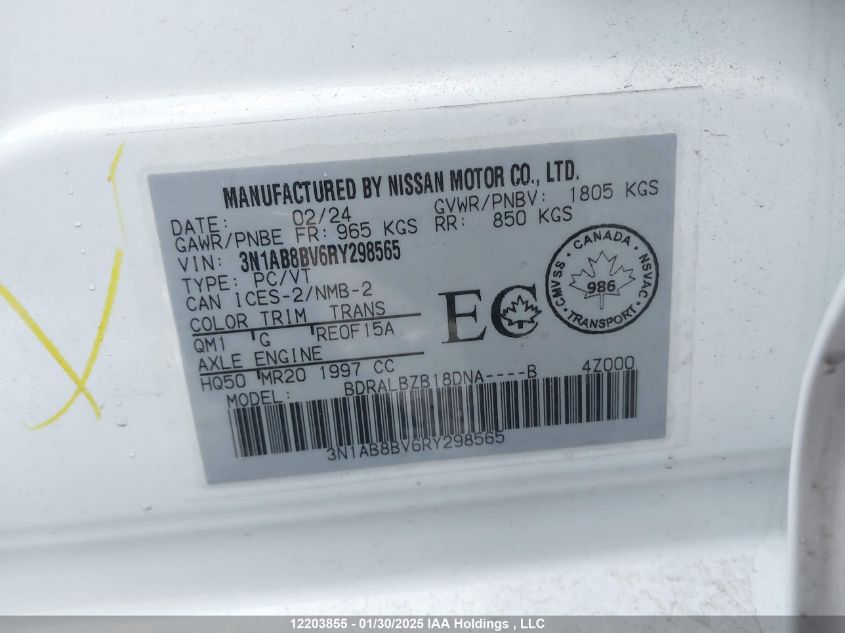 MANUFACTURED BY NISSAN MOTOR CO., LTD.
DATE: 02/24 GVWR/PNBV: 1805 KGS
GAWR/PNBE FR: 965 KGS RR: 850 KGS
VIN: 3N1AB8BV6RY298565
TYPE: PC/VT
CAN ICES-2/NMB-2
COLOR TRIM TRANS
QM1 G RE0F15A
AXLE ENGINE
HQ50 MR20 1997 CC
MODEL: BDRALBZB18DNA----B 4Z000
3N1AB8BV6RY298565
EC
CANADA
CMVSS NSVAC
986
TRANSPORT
12203855 - 01/30/2025 IAA Holdings , LLC